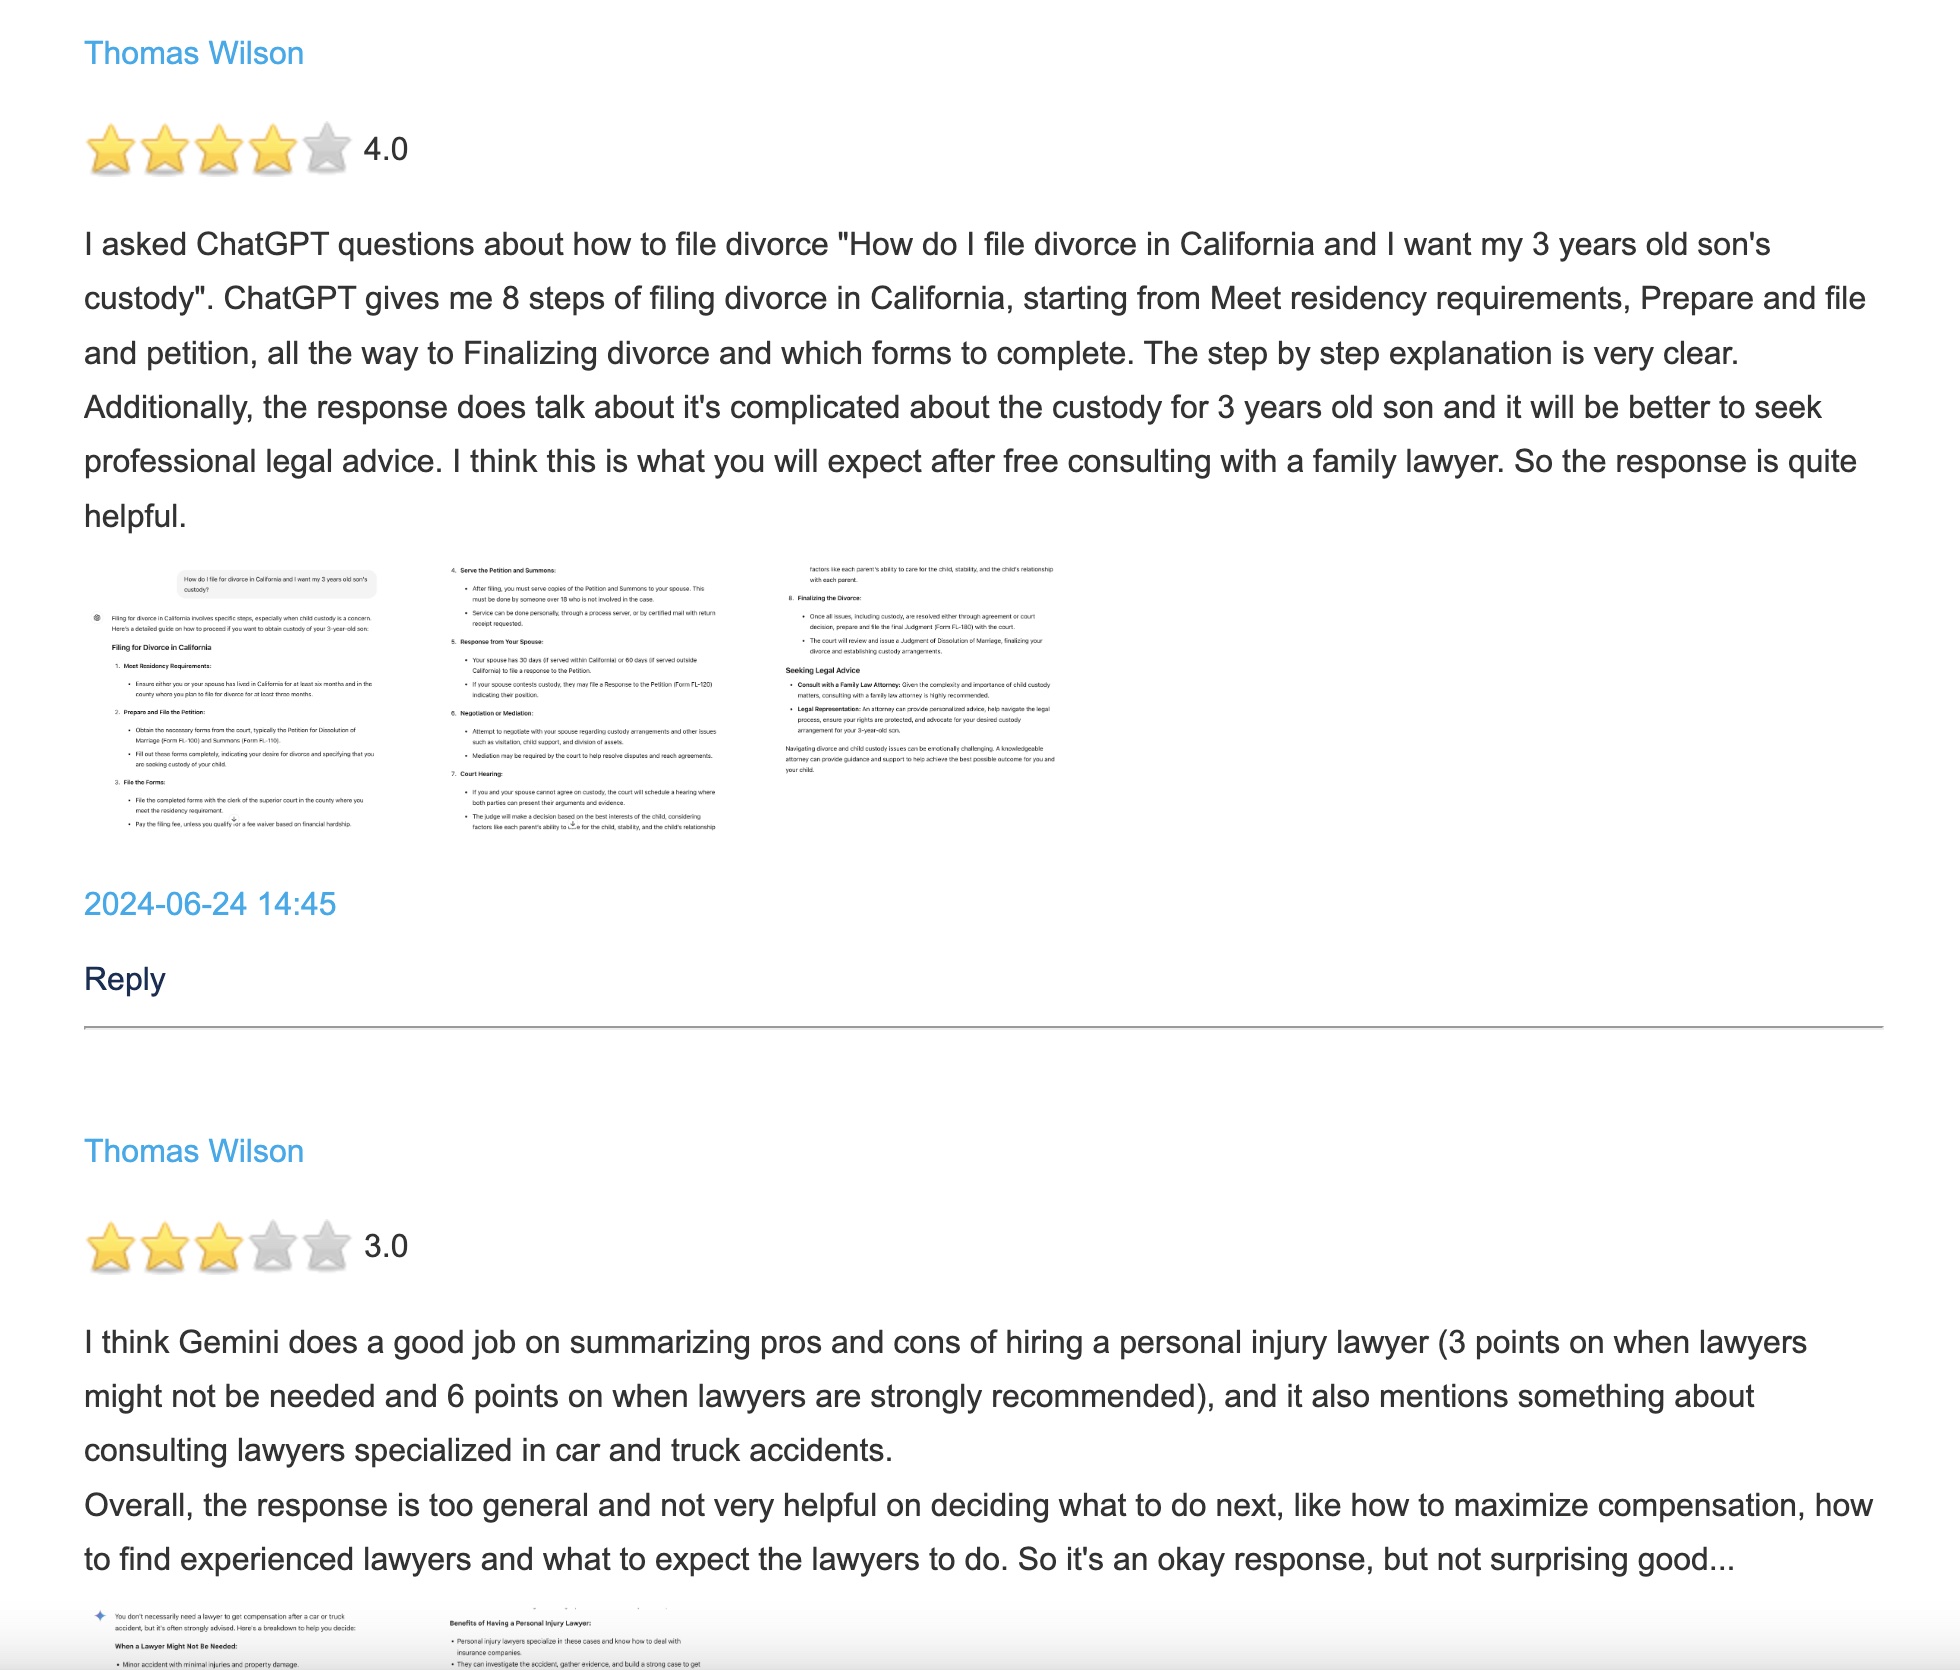 Thomas Wilson
4.0
I asked ChatGPT questions about how to file divorce "How do I file divorce in California and I want my 3 years old son's
custody". ChatGPT gives me 8 steps of filing divorce in California, starting from Meet residency requirements, Prepare and file
and petition, all the way to Finalizing divorce and which forms to complete. The step by step explanation is very clear.
Additionally, the response does talk about it's complicated about the custody for 3 years old son and it will be better to seek
professional legal advice. I think this is what you will expect after free consulting with a family lawyer. So the response is quite
helpful.
How do I file for divorce in California and I want my 3 years old son's
custody?
Filing for divorce in California involves specific steps, especially when child custody is a concern.
Here's a detailed guide on how to proceed if you want to obtain custody of your 3-year-old son:
Filing for Divorce in California
1. Meet Residency Requirements:
• Ensure either you or your spouse has lived in California for at least six months and in the
county where you plan to file for divorce for at least three months.
2. Prepare and File the Petition:
• Obtain the necessary forms from the court, typically the Petition for Dissolution of
Marriage (Form FL-100) and Summons (Form FL-110).
• Fill out these forms completely, indicating your desire for divorce and specifying that you
are seeking custody of your child.
3. File the Forms:
• File the completed forms with the clerk of the superior court in the county where you
meet the residency requirement.
• Pay the filing fee, unless you qualify for a fee waiver based on financial hardship.
4. Serve the Petition and Summons:
• After filing, you must serve copies of the Petition and Summons to your spouse. This
must be done by someone over 18 who is not involved in the case.
• Service can be done personally, through a process server, or by certified mail with return
receipt requested.
5. Response from Your Spouse:
• Your spouse has 30 days (if served within California) or 60 days (if served outside
California) to file a response to the Petition.
• If your spouse contests custody, they may file a Response to the Petition (Form FL-120)
indicating their position.
6. Negotiation or Mediation:
• Attempt to negotiate with your spouse regarding custody arrangements and other issues
such as visitation, child support, and division of assets.
• Mediation may be required by the court to help resolve disputes and reach agreements.
7. Court Hearing:
• If you and your spouse cannot agree on custody, the court will schedule a hearing where
both parties can present their arguments and evidence.
• The judge will make a decision based on the best interests of the child, considering
factors like each parent's ability to e for the child, stability, and the child's relationship
factors like each parent's ability to care for the child, stability, and the child's relationship
with each parent.
8. Finalizing the Divorce:
• Once all issues, including custody, are resolved either through agreement or court
decision, prepare and file the final Judgment (Form FL-180) with the court.
• The court will review and issue a Judgment of Dissolution of Marriage, finalizing your
divorce and establishing custody arrangements.
Seeking Legal Advice
• Consult with a Family Law Attorney: Given the complexity and importance of child custody
matters, consulting with a family law attorney is highly recommended.
• Legal Representation: An attorney can provide personalized advice, help navigate the legal
process, ensure your rights are protected, and advocate for your desired custody
arrangement for your 3-year-old son.
Navigating divorce and child custody issues can be emotionally challenging. A knowledgeable
attorney can provide guidance and support to help achieve the best possible outcome for you and
your child.
2024-06-24 14:45
Reply
Thomas Wilson
3.0
I think Gemini does a good job on summarizing pros and cons of hiring a personal injury lawyer (3 points on when lawyers
might not be needed and 6 points on when lawyers are strongly recommended), and it also mentions something about
consulting lawyers specialized in car and truck accidents.
Overall, the response is too general and not very helpful on deciding what to do next, like how to maximize compensation, how
to find experienced lawyers and what to expect the lawyers to do. So it's an okay response, but not surprising good...
You don't necessarily need a lawyer to get compensation after a car or truck
accident, but it's often strongly advised. Here's a breakdown to help you decide:
When a Lawyer Might Not Be Needed:
• Minor accident with minimal injuries and property damage.
Benefits of Having a Personal Injury Lawyer:
• Personal injury lawyers specialize in these cases and know how to deal with
insurance companies.
• They can investigate the accident, gather evidence, and build a strong case to get